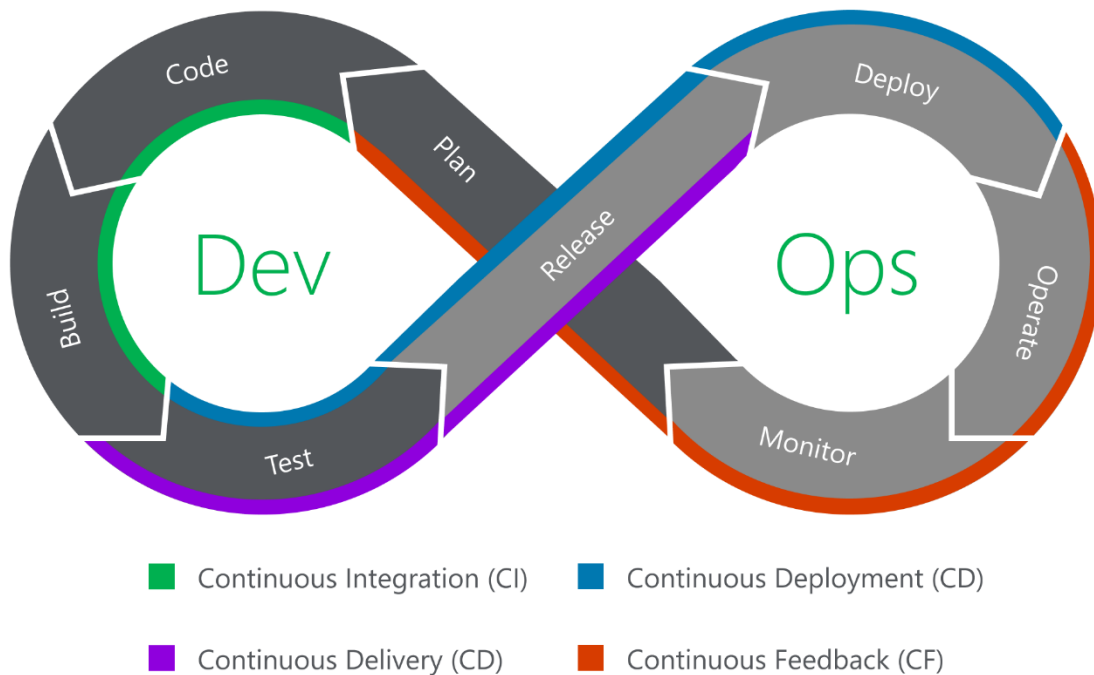 Code
Plan
Build
Test
Release
Deploy
Operate
Monitor
Dev
Ops
Continuous Integration (CI)
Continuous Deployment (CD)
Continuous Delivery (CD)
Continuous Feedback (CF)